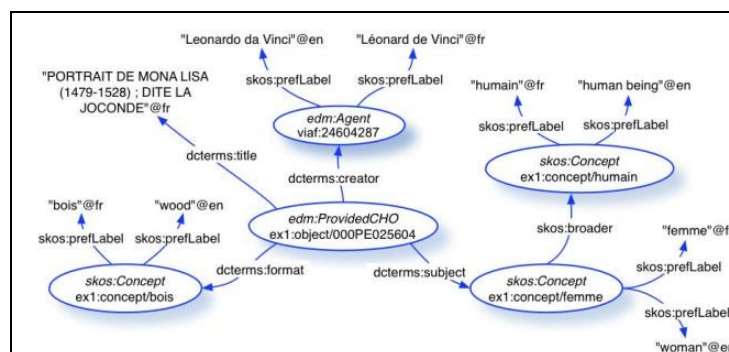 "Leonardo da Vinci"@en
"Léonard de Vinci"@fr
"PORTRAIT DE MONA LISA
(1479-1528) ; DITE LA
JOCONDE"@fr
skos:prefLabel
skos:prefLabel
"humain"@fr
"human being"@en
edm:Agent
viaf:24604287
skos:prefLabel
skos:prefLabel
dcterms:title
dcterms:creator
skos:Concept
ex1:concept/humain
"bois"@fr
"wood"@en
edm:ProvidedCHO
ex1:object/000PE025604
skos:broader
"femme"@f
skos:prefLabel
skos:prefLabel
skos:prefLabel
dcterms:format
dcterms:subject
skos:Concept
ex1:concept/bois
skos:Concept
ex1:concept/femme
skos:prefLabel
"woman"@en